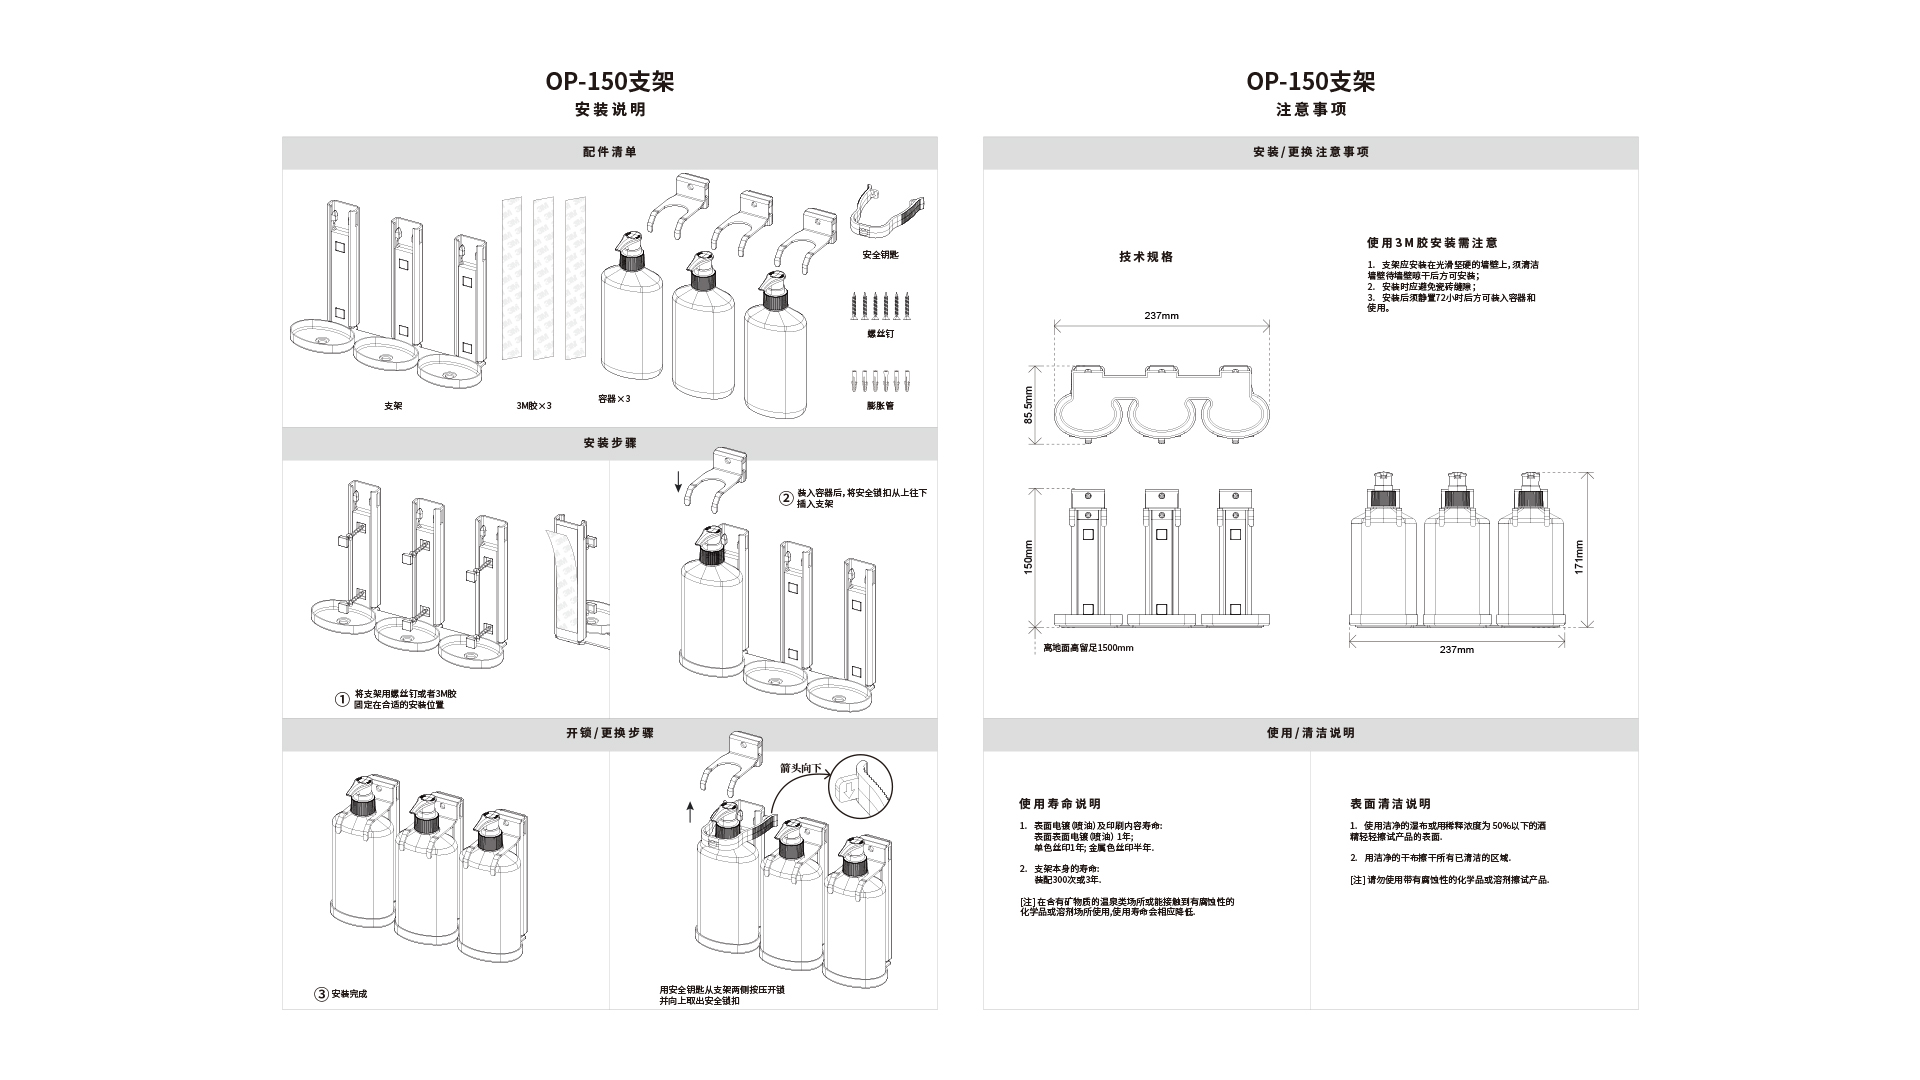 OP-150支架
安装说明
配件清单
安全钥匙
螺丝钉
支架
3M胶×3
容器×3
膨胀管
安装步骤
② 装入容器后, 将安全锁扣从上往下
插入支架
① 将支架用螺丝钉或者3M胶
固定在合适的安装位置
开锁/更换步骤
箭头向下
③ 安装完成
用安全钥匙从支架两侧按压开锁
并向上取出安全锁扣
OP-150支架
注意事项
安装/更换注意事项
技术规格
使用3M胶安装需注意
1. 支架应安装在光滑坚硬的墙壁上, 须清洁
墙壁待墙壁晾干后方可安装;
2. 安装时应避免瓷砖缝隙;
3. 安装后须静置72小时后方可装入容器和
使用。
237mm
85.5mm
150mm
171mm
离地面高留足1500mm
237mm
使用/清洁说明
使用寿命说明
1. 表面电镀(喷油)及印刷内容寿命:
表面表面电镀(喷油) 1年;
单色丝印1年; 金属色丝印半年.
2. 支架本身的寿命:
装配300次或3年.
[注] 在含有矿物质的温泉类场所或能接触到有腐蚀性的
化学品或溶剂场所使用,使用寿命会相应降低.
表面清洁说明
1. 使用洁净的湿布或用稀释浓度为 50%以下的酒
精轻轻擦试产品的表面.
2. 用洁净的干布擦干所有已清洁的区域.
[注] 请勿使用带有腐蚀性的化学品或溶剂擦试产品.